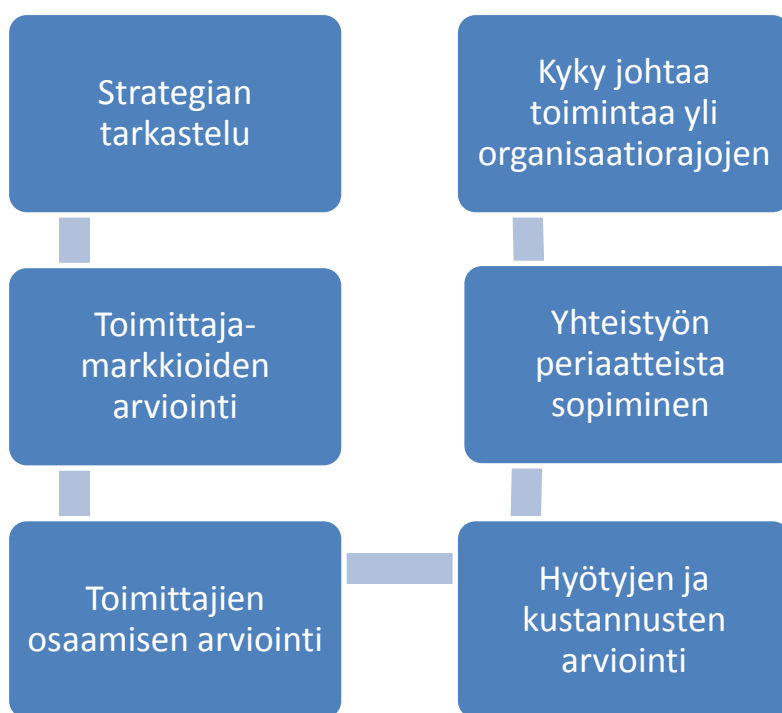 Strategian
tarkastelu
Toimittaja-
markkioiden
arviointi
Toimittajien
osaamisen arviointi
Hyötyjen ja
kustannusten
arviointi
Yhteistyön
periaatteista
sopiminen
Kyky johtaa
toimintaa yli
organisaatiorajojen